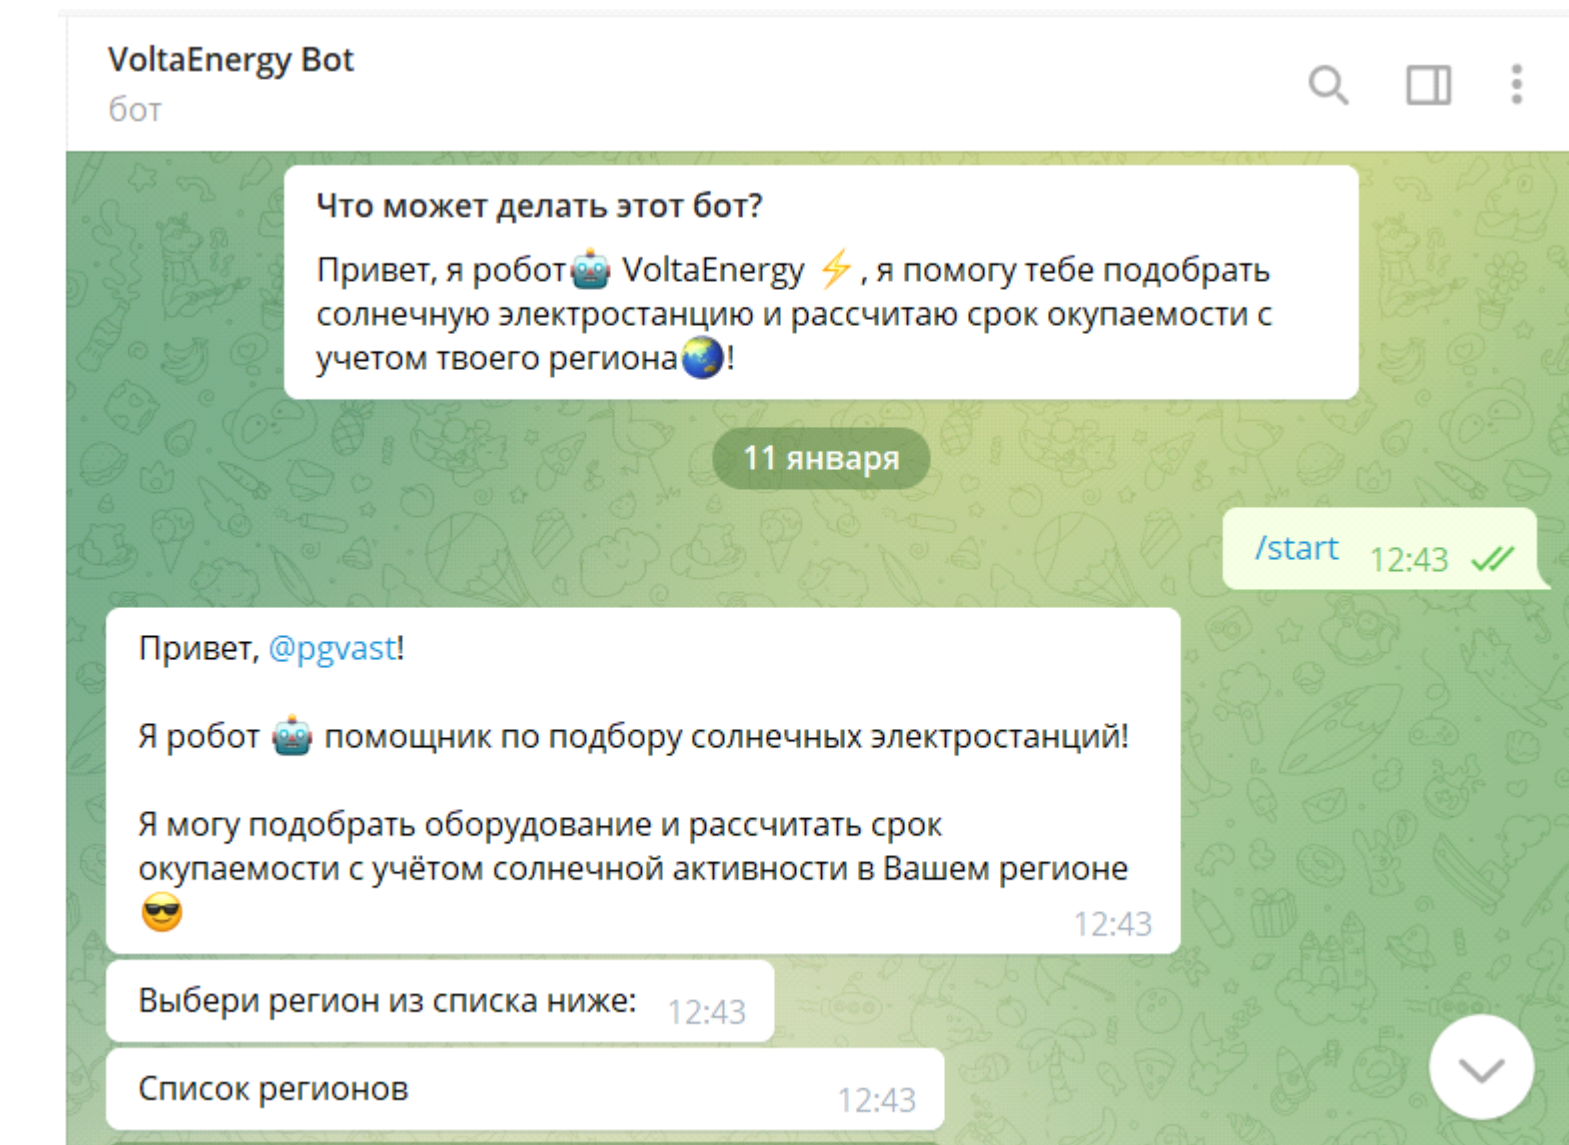 VoltaEnergy Bot
бот
Что может делать этот бот?
Привет, я робот🤖 VoltaEnergy ⚡, я помогу тебе подобрать
солнечную электростанцию и рассчитаю срок окупаемости с
учетом твоего региона🌏!
11 января
/start 12:43
Привет, @pgvast!
Я робот 🤖 помощник по подбору солнечных электростанций!
Я могу подобрать оборудование и рассчитать срок
окупаемости с учётом солнечной активности в Вашем регионе
😎 12:43
Выбери регион из списка ниже: 12:43
Список регионов 12:43